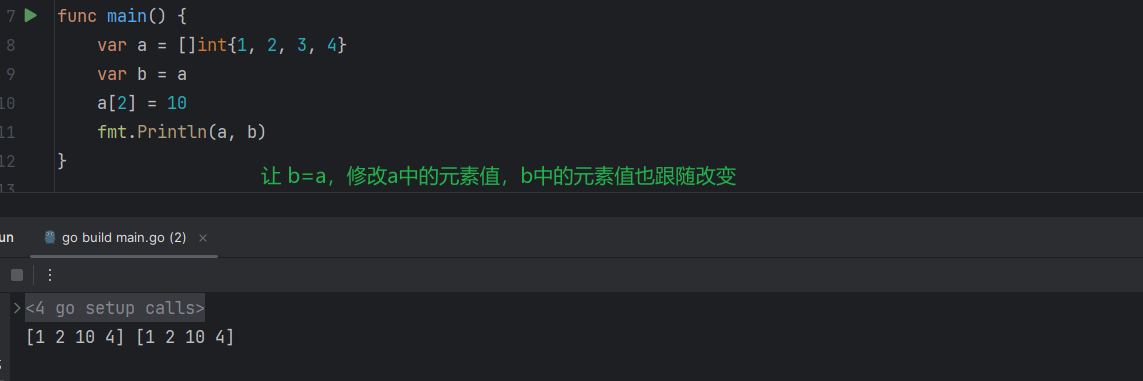 7 func main() {
8 var a = []int{1, 2, 3, 4}
9 var b = a
10 a[2] = 10
11 fmt.Println(a, b)
12 }
13
让 b=a，修改a中的元素值，b中的元素值也跟随改变
un go build main.go (2) ×
<4 go setup calls>
[1 2 10 4] [1 2 10 4]